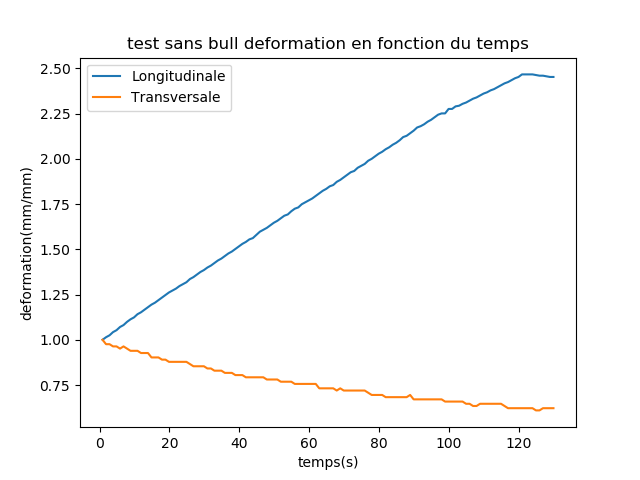 test sans bull deformation en fonction du temps
Longitudinale
Transversale
deformation(mm/mm)
2.50
2.25
2.00
1.75
1.50
1.25
1.00
0.75
0 20 40 60 80 100 120
temps(s)